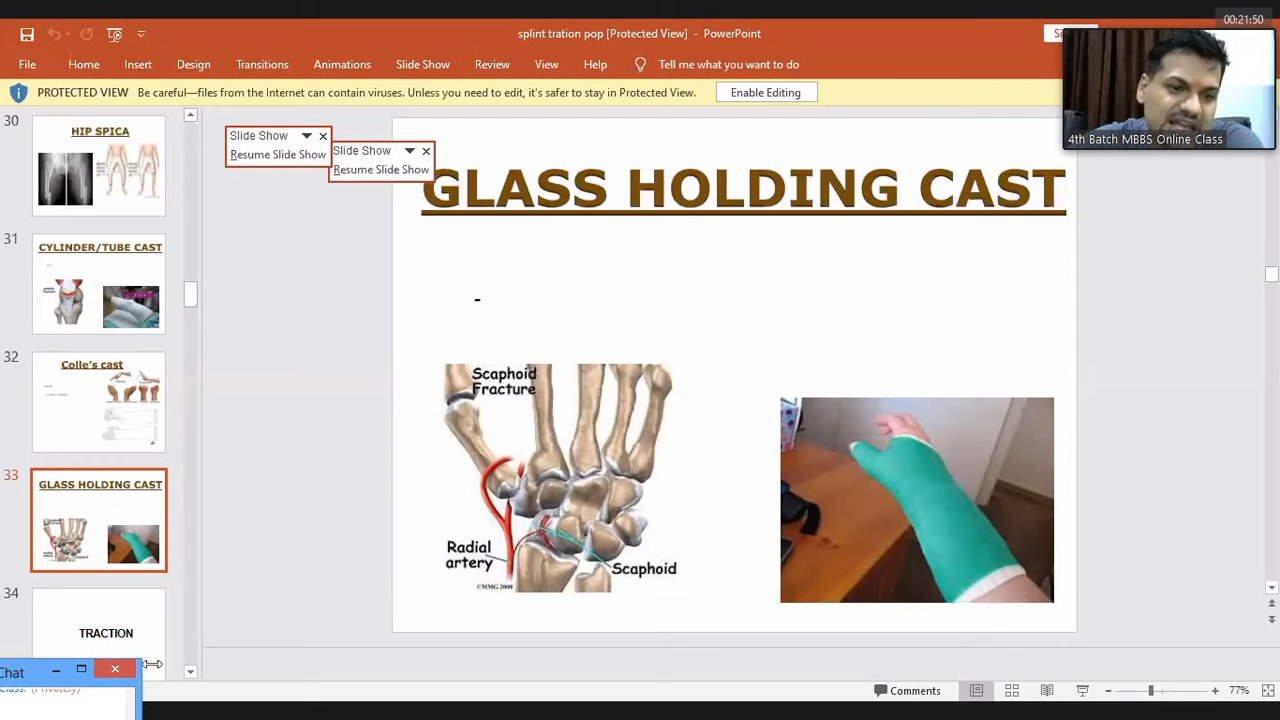 00:21:50
splint tration pop [Protected View] - PowerPoint
File Home Insert Design Transitions Animations Slide Show Review View Help Tell me what you want to do
PROTECTED VIEW Be careful—files from the Internet can contain viruses. Unless you need to edit, it's safer to stay in Protected View. Enable Editing
4th Batch MBBS Online Class
30
HIP SPICA
31
CYLINDER/TUBE CAST
32
Colle's cast
33
GLASS HOLDING CAST
34
TRACTION
Slide Show
Resume Slide Show
Slide Show
Resume Slide Show
GLASS HOLDING CAST
-
Scaphoid
Fracture
Radial
artery
Scaphoid
©MMG 2000
Chat
Class: (Privately)
Comments
77%